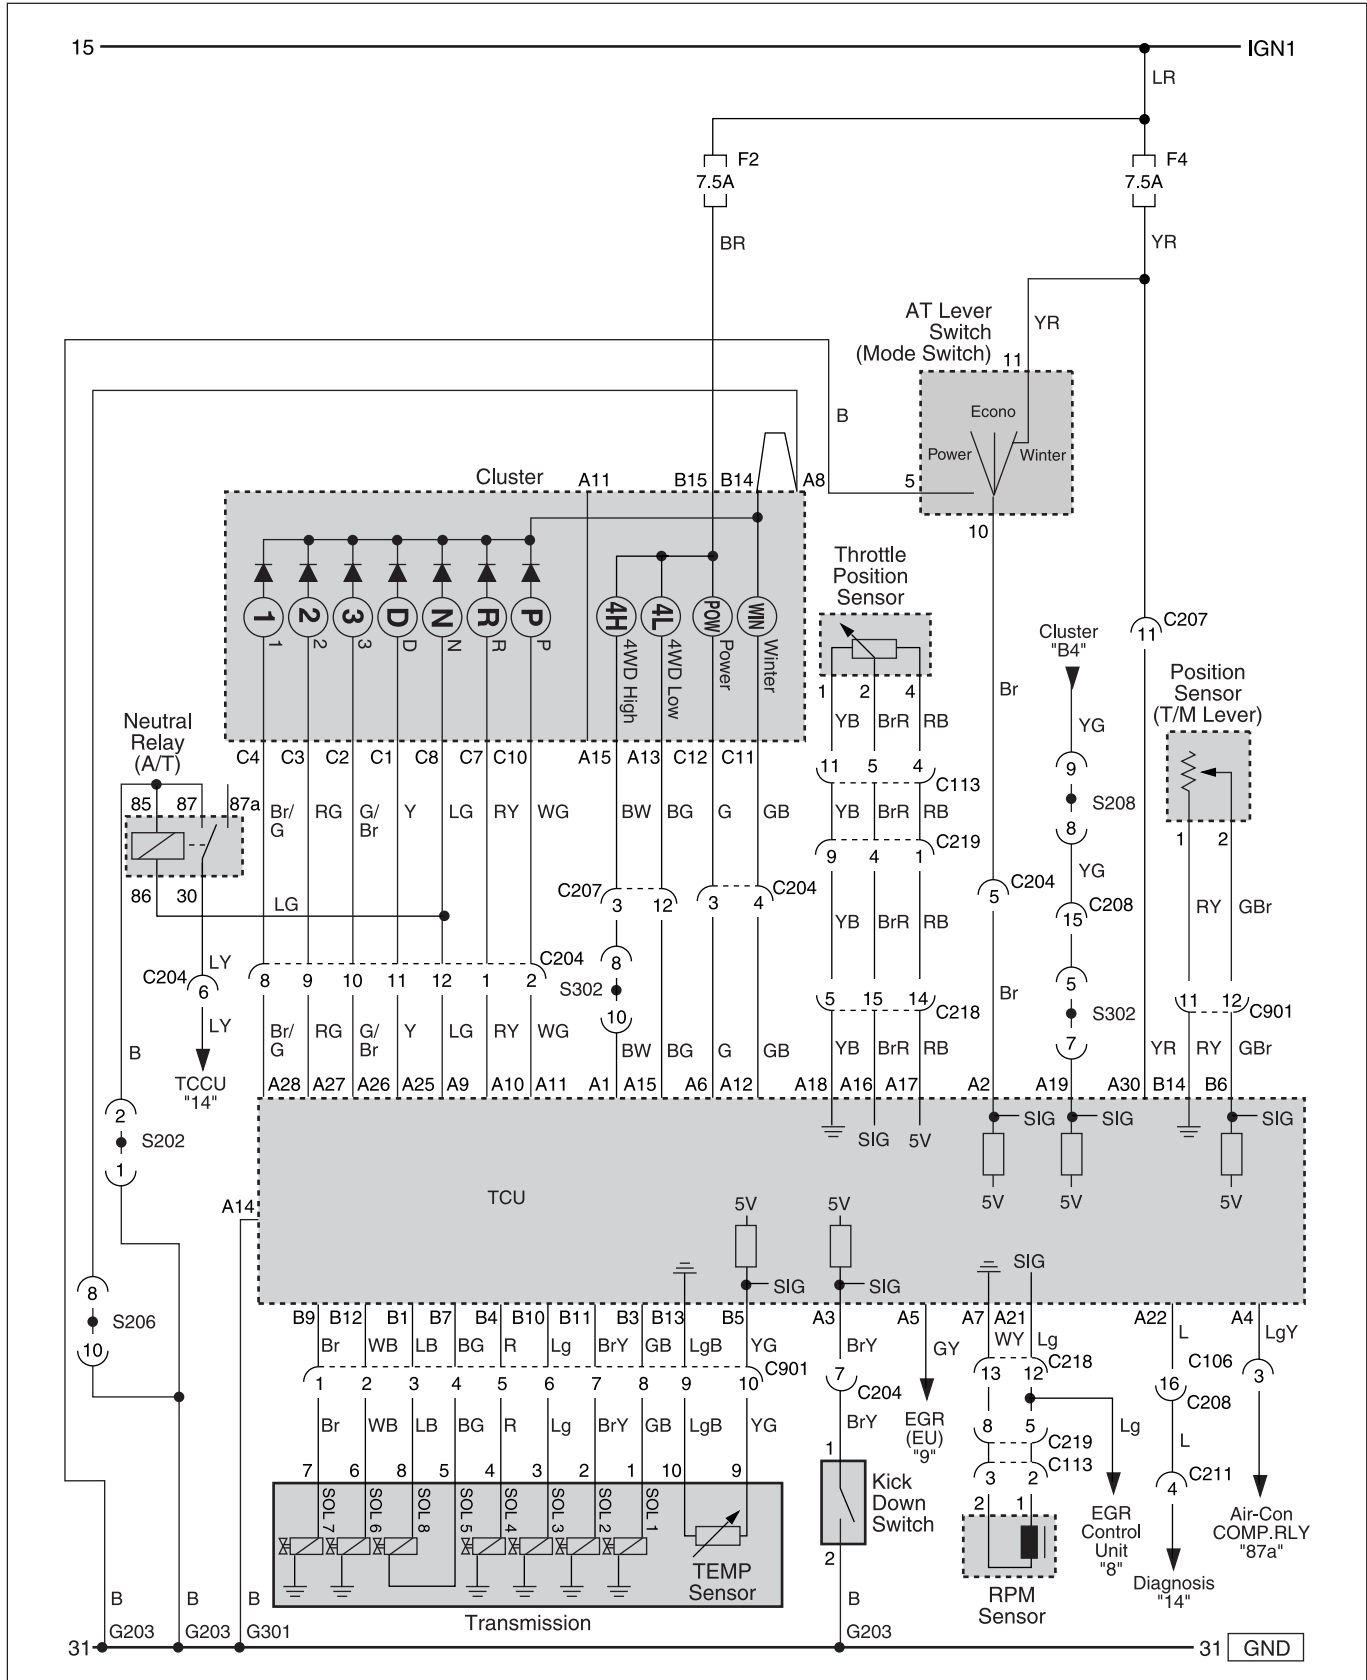 15
IGN1
LR
F2
7.5A
F4
7.5A
BR
YR
AT Lever
Switch
(Mode Switch)
11
YR
B
Econo
Power
Winter
5
10
Cluster
A11
B15
B14
A8
1
2
3
D
N
R
P
4H
4L
POW
WIN
1
2
3
D
N
R
P
4WD High
4WD Low
Power
Winter
Throttle
Position
Sensor
1
2
4
YB
BrR
RB
Cluster
"B4"
C207
11
Position
Sensor
(T/M Lever)
Br
YG
Neutral
Relay
(A/T)
85
87
87a
86
30
C4
C3
C2
C1
C8
C7
C10
A15
A13
C12
C11
11
5
4
C113
9
S208
8
Br/
G
RG
G/
Br
Y
LG
RY
WG
BW
BG
G
GB
YB
BrR
RB
C219
9
4
1
1
2
YG
LG
C207
3
12
3
4
C204
5
C204
15
C208
YB
BrR
RB
RY
GBr
LY
C204
6
8
9
10
11
12
1
2
C204
8
S302
10
5
15
14
C218
Br
5
S302
7
11
12
C901
LY
B
TCCU
"14"
Br/
G
RG
G/
Br
Y
LG
RY
WG
BW
BG
G
GB
YB
BrR
RB
YR
RY
GBr
A28
A27
A26
A25
A9
A10
A11
A1
A15
A6
A12
A18
A16
A17
A2
A19
A30
B14
B6
2
S202
1
SIG
5V
SIG
5V
SIG
5V
SIG
5V
A14
TCU
5V
SIG
5V
SIG
SIG
8
S206
10
B9
B12
B1
B7
B4
B10
B11
B3
B13
B5
A3
A5
A7
A21
A22
A4
Br
WB
LB
BG
R
Lg
BrY
GB
LgB
YG
BrY
GY
WY
Lg
L
LgY
1
2
3
4
5
6
7
8
9
10
C901
7
C204
13
12
C218
C106
16
C208
3
Br
WB
LB
BG
R
Lg
BrY
GB
LgB
YG
BrY
EGR
(EU)
"9"
8
5
C219
C113
Lg
L
7
6
8
5
4
3
2
1
10
9
1
3
2
4
C211
SOL 7
SOL 6
SOL 8
SOL 5
SOL 4
SOL 3
SOL 2
SOL 1
TEMP
Sensor
Transmission
Kick
Down
Switch
2
2
1
RPM
Sensor
EGR
Control
Unit
"8"
Diagnosis
"14"
Air-Con
COMP.RLY
"87a"
B
B
B
B
31
G203
G203
G301
G203
31
GND